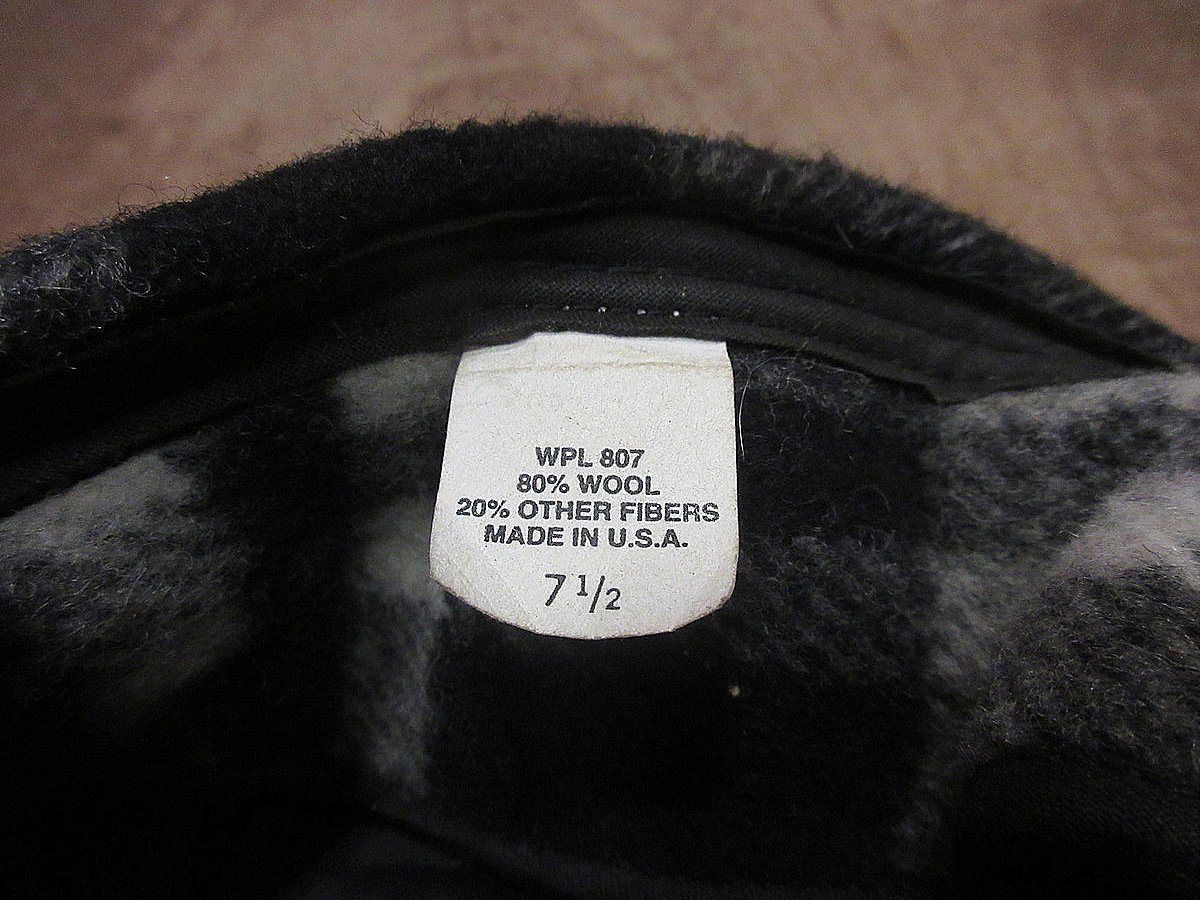 WPL 807
80% WOOL
20% OTHER FIBERS
MADE IN U.S.A.
7 1/2